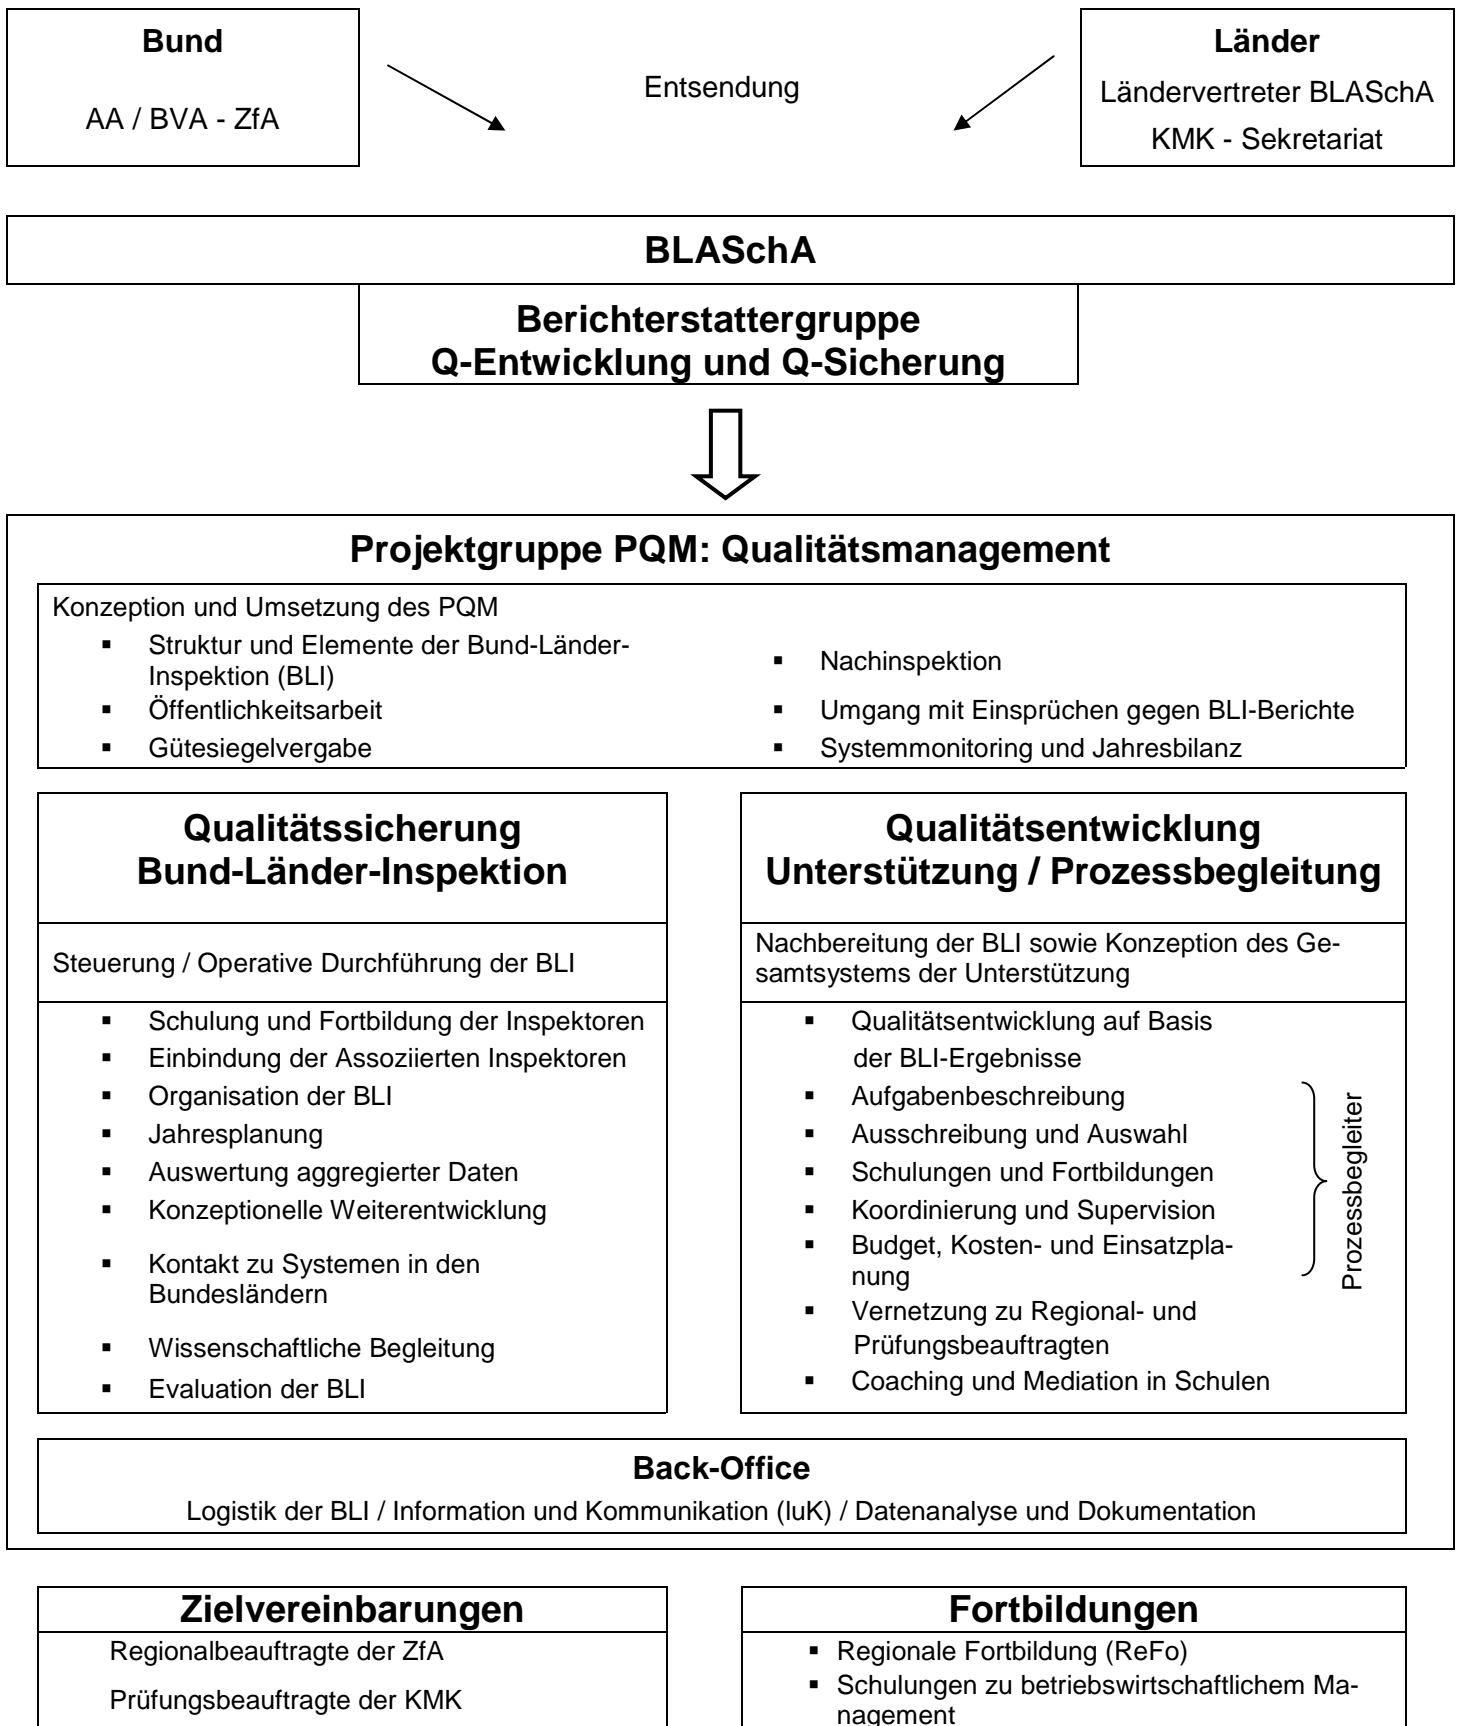 Bund
AA / BVA - ZfA
Entsendung
Länder
Ländervertreter BLASchA
KMK - Sekretariat
BLASchA
Berichterstattergruppe
Q-Entwicklung und Q-Sicherung
Projektgruppe PQM: Qualitätsmanagement
Konzeption und Umsetzung des PQM
▪ Struktur und Elemente der Bund-Länder-
Inspektion (BLI)
▪ Öffentlichkeitsarbeit
▪ Gütesiegelvergabe
▪ Nachinspektion
▪ Umgang mit Einsprüchen gegen BLI-Berichte
▪ Systemmonitoring und Jahresbilanz
Qualitätssicherung
Bund-Länder-Inspektion
Steuerung / Operative Durchführung der BLI
▪ Schulung und Fortbildung der Inspektoren
▪ Einbindung der Assoziierten Inspektoren
▪ Organisation der BLI
▪ Jahresplanung
▪ Auswertung aggregierter Daten
▪ Konzeptionelle Weiterentwicklung
▪ Kontakt zu Systemen in den
Bundesländern
▪ Wissenschaftliche Begleitung
▪ Evaluation der BLI
Qualitätsentwicklung
Unterstützung / Prozessbegleitung
Nachbereitung der BLI sowie Konzeption des Ge-
samtsystems der Unterstützung
▪ Qualitätsentwicklung auf Basis
der BLI-Ergebnisse
▪ Aufgabenbeschreibung
▪ Ausschreibung und Auswahl
▪ Schulungen und Fortbildungen
▪ Koordinierung und Supervision
▪ Budget, Kosten- und Einsatzpla-
nung
Prozessbegleiter
▪ Vernetzung zu Regional- und
Prüfungsbeauftragten
▪ Coaching und Mediation in Schulen
Back-Office
Logistik der BLI / Information und Kommunikation (IuK) / Datenanalyse und Dokumentation
Zielvereinbarungen
Regionalbeauftragte der ZfA
Prüfungsbeauftragte der KMK
Fortbildungen
▪ Regionale Fortbildung (ReFo)
▪ Schulungen zu betriebswirtschaftlichem Ma-
nagement